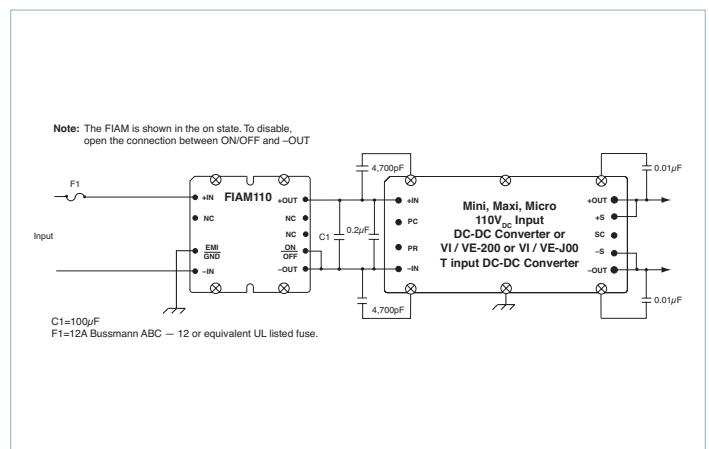 Note: The FIAM is shown in the on state. To disable,
open the connection between ON/OFF and –OUT
F1
Input
FIAM110
+IN
NC
EMI
GND
–IN
+OUT
NC
NC
ON
OFF
–OUT
C1
0.2µF
4,700pF
4,700pF
+IN
PC
PR
–IN
Mini, Maxi, Micro
110VDC Input
DC-DC Converter or
VI / VE-200 or VI / VE-J00
T input DC-DC Converter
+OUT
+S
SC
–S
–OUT
0.01µF
0.01µF
C1=100µF
F1=12A Bussmann ABC — 12 or equivalent UL listed fuse.